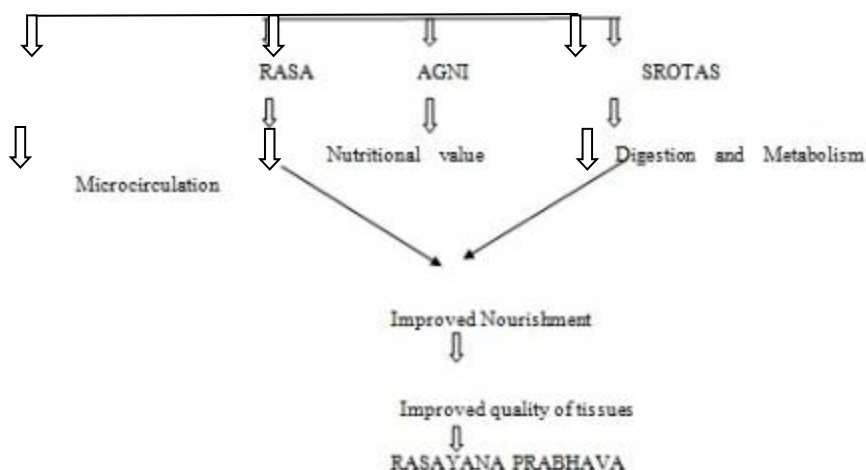 RASA AGNI SROTAS
Nutritional value Digestion and Metabolism
Microcirculation
Improved Nourishment
Improved quality of tissues
RASAYANA PRABHAVA